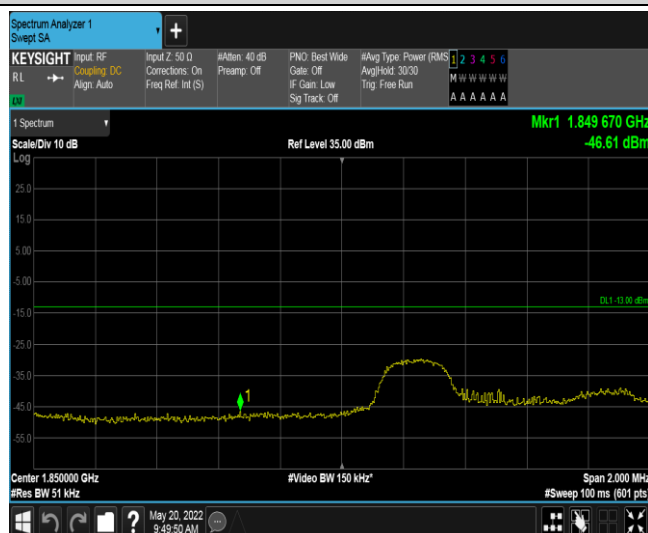 Spectrum Analyzer 1
Swept SA
+
KEYSIGHT
Input: RF
Coupling: DC
Align: Auto
Input Z: 50 Ω
Corrections: On
Freq Ref: Int (S)
#Atten: 40 dB
Preamp: Off
PNO: Best Wide
Gate: Off
IF Gain: Low
Sig Track: Off
#Avg Type: Power (RMS
Avg|Hold: 30/30
Trig: Free Run
1 2 3 4 5 6
M W W W W W
A A A A A A
R L
LXI
1 Spectrum
Scale/Div 10 dB
Ref Level 35.00 dBm
Mkr1 1.849 670 GHz
-46.61 dBm
Log
25.0
15.0
5.00
-5.00
DL1 -13.00 dBm
-15.0
-25.0
-35.0
1
-45.0
-55.0
Center 1.850000 GHz
#Video BW 150 kHz*
Span 2.000 MHz
#Res BW 51 kHz
#Sweep 100 ms (601 pts)
?
May 20, 2022
9:49:50 AM